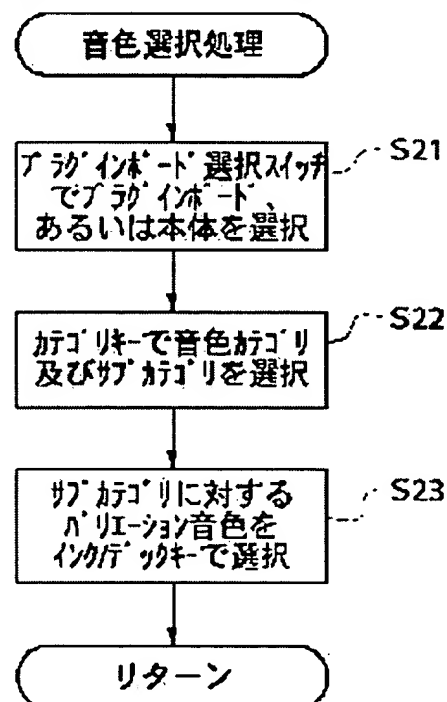 音色選択処理
プラグインボード選択スイッチ
でプラグインボード、
あるいは本体を選択
S21
カテゴリキーで音色カテゴリ
及びサブカテゴリを選択
S22
サブカテゴリに対する
バリエーション音色を
インク/デックキーで選択
S23
リターン